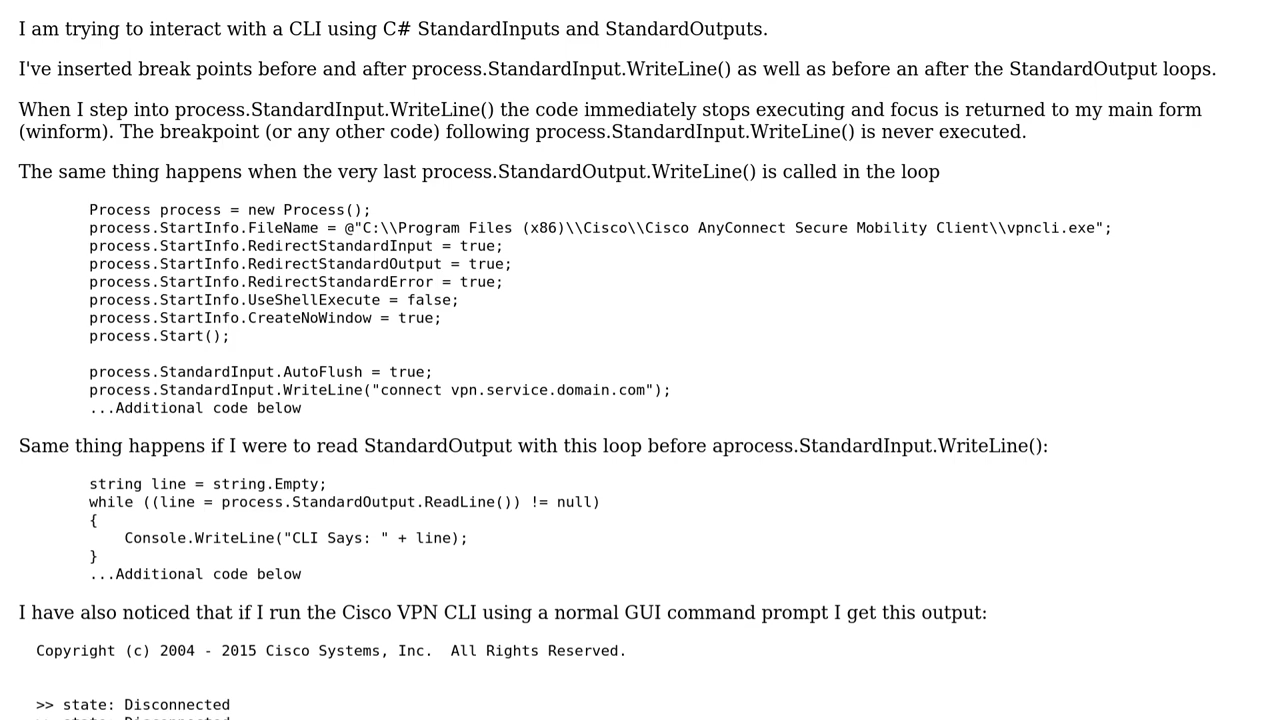 I am trying to interact with a CLI using C# StandardInputs and StandardOutputs.
I've inserted break points before and after process.StandardInput.WriteLine() as well as before an after the StandardOutput loops.
When I step into process.StandardInput.WriteLine() the code immediately stops executing and focus is returned to my main form
(winform). The breakpoint (or any other code) following process.StandardInput.WriteLine() is never executed.
The same thing happens when the very last process.StandardOutput.WriteLine() is called in the loop
Process process = new Process();
process.StartInfo.FileName = @"C:\\Program Files (x86)\\Cisco\\Cisco AnyConnect Secure Mobility Client\\vpncli.exe";
process.StartInfo.RedirectStandardInput = true;
process.StartInfo.RedirectStandardOutput = true;
process.StartInfo.RedirectStandardError = true;
process.StartInfo.UseShellExecute = false;
process.StartInfo.CreateNoWindow = true;
process.Start();
process.StandardInput.AutoFlush = true;
process.StandardInput.WriteLine("connect vpn.service.domain.com");
...Additional code below
Same thing happens if I were to read StandardOutput with this loop before aprocess.StandardInput.WriteLine():
string line = string.Empty;
while ((line = process.StandardOutput.ReadLine()) != null)
{
Console.WriteLine("CLI Says: " + line);
}
...Additional code below
I have also noticed that if I run the Cisco VPN CLI using a normal GUI command prompt I get this output:
Copyright (c) 2004 - 2015 Cisco Systems, Inc.  All Rights Reserved.
>> state: Disconnected